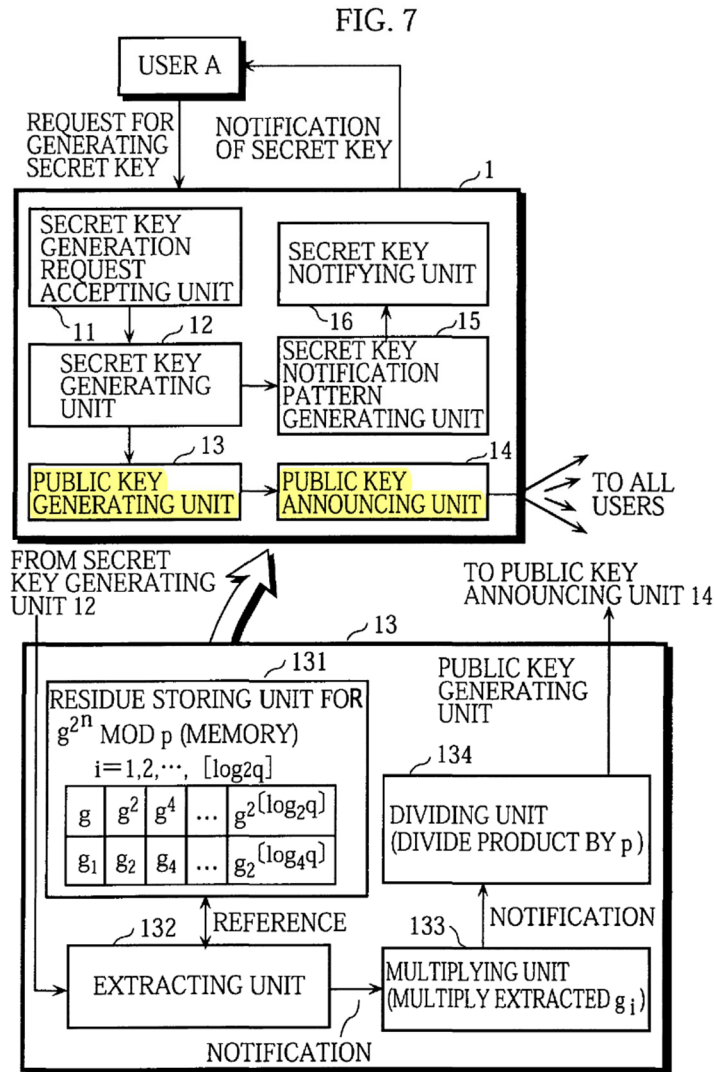 FIG. 7
USER A
REQUEST FOR
GENERATING
SECRET KEY
NOTIFICATION
OF SECRET KEY
1
SECRET KEY
GENERATION
REQUEST
ACCEPTING UNIT
11
SECRET KEY
NOTIFYING UNIT
16
12
SECRET KEY
GENERATING
UNIT
15
SECRET KEY
NOTIFICATION
PATTERN
GENERATING UNIT
13
PUBLIC KEY
GENERATING UNIT
14
PUBLIC KEY
ANNOUNCING UNIT
TO ALL
USERS
FROM SECRET
KEY GENERATING
UNIT 12
TO PUBLIC KEY
ANNOUNCING UNIT 14
13
PUBLIC KEY
GENERATING
UNIT
131
RESIDUE STORING UNIT FOR
g^2^n MOD p (MEMORY)
i=1,2,···, [log2q]
g g² g⁴ ... g²^[log₂q]
g₁ g₂ g₄ ... g₂^[log₄q]
REFERENCE
132
EXTRACTING UNIT
NOTIFICATION
133
MULTIPLYING UNIT
(MULTIPLY EXTRACTED gᵢ)
NOTIFICATION
134
DIVIDING UNIT
(DIVIDE PRODUCT BY p)